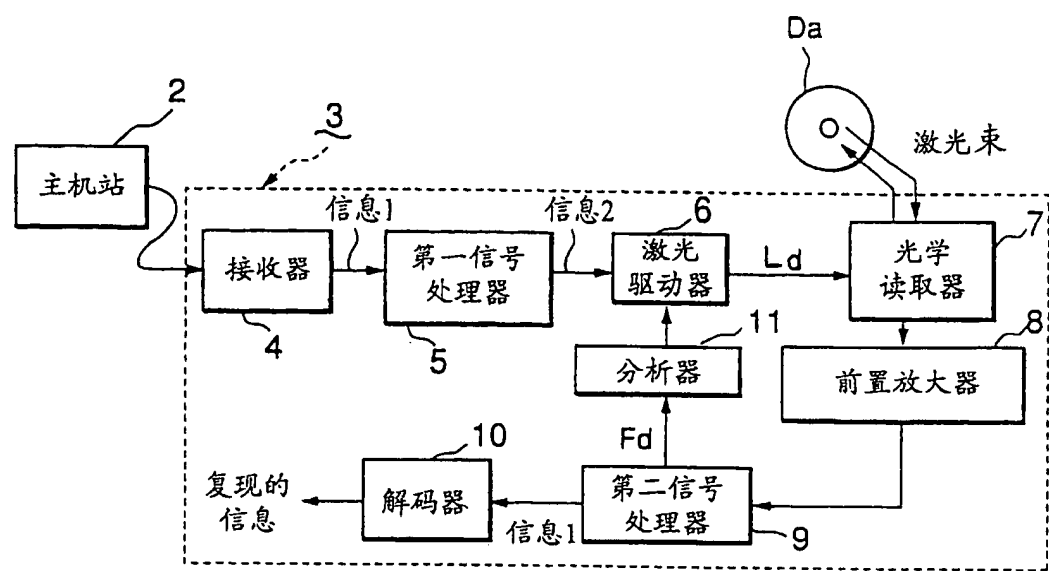 Da
2
3
主机站
激光束
信息1
信息2
6
7
接收器
第一信号
处理器
激光
驱动器
Ld
光学
读取器
4
5
11
8
分析器
前置放大器
Fd
10
复现的
信息
解码器
信息1
第二信号
处理器
9